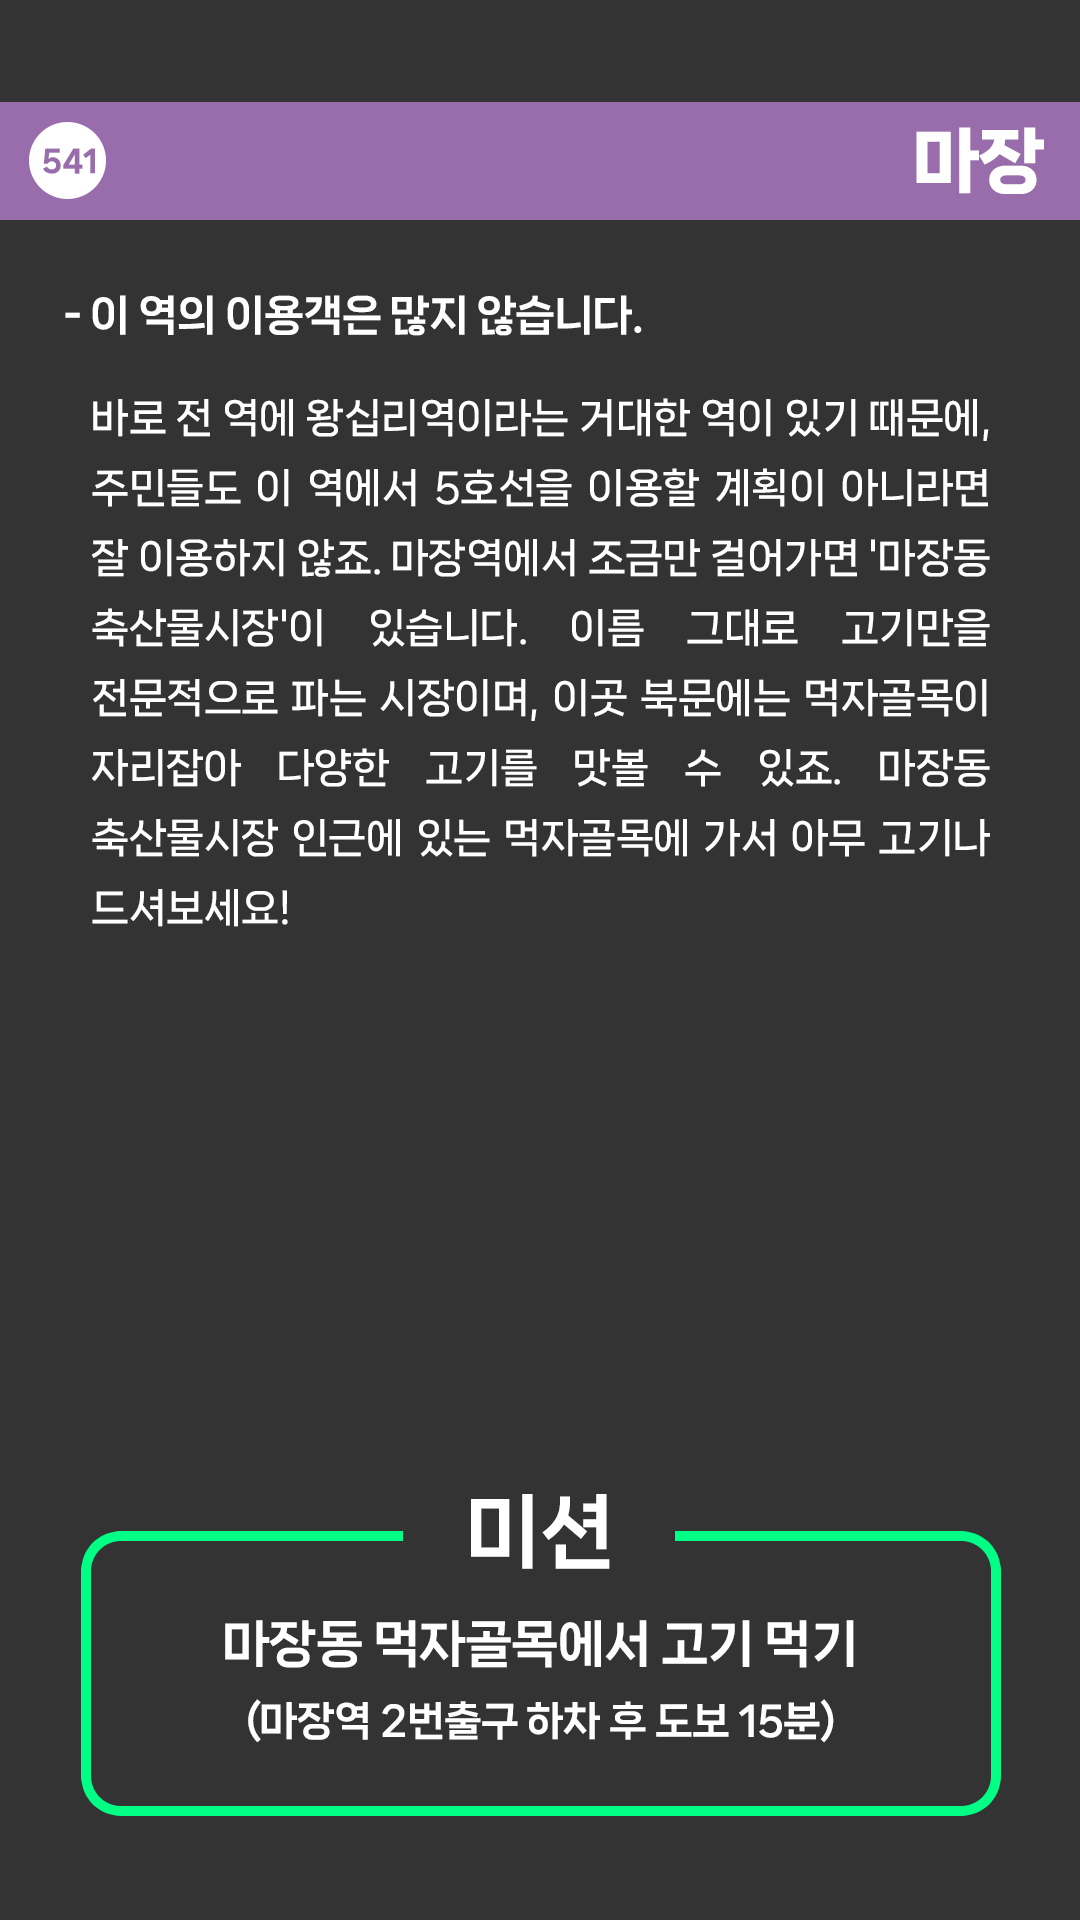 541
마장
- 이 역의 이용객은 많지 않습니다.
바로 전 역에 왕십리역이라는 거대한 역이 있기 때문에,
주민들도 이 역에서 5호선을 이용할 계획이 아니라면
잘 이용하지 않죠. 마장역에서 조금만 걸어가면 '마장동
축산물시장'이 있습니다. 이름 그대로 고기만을
전문적으로 파는 시장이며, 이곳 북문에는 먹자골목이
자리잡아 다양한 고기를 맛볼 수 있죠. 마장동
축산물시장 인근에 있는 먹자골목에 가서 아무 고기나
드셔보세요!
미션
마장동 먹자골목에서 고기 먹기
(마장역 2번출구 하차 후 도보 15분)